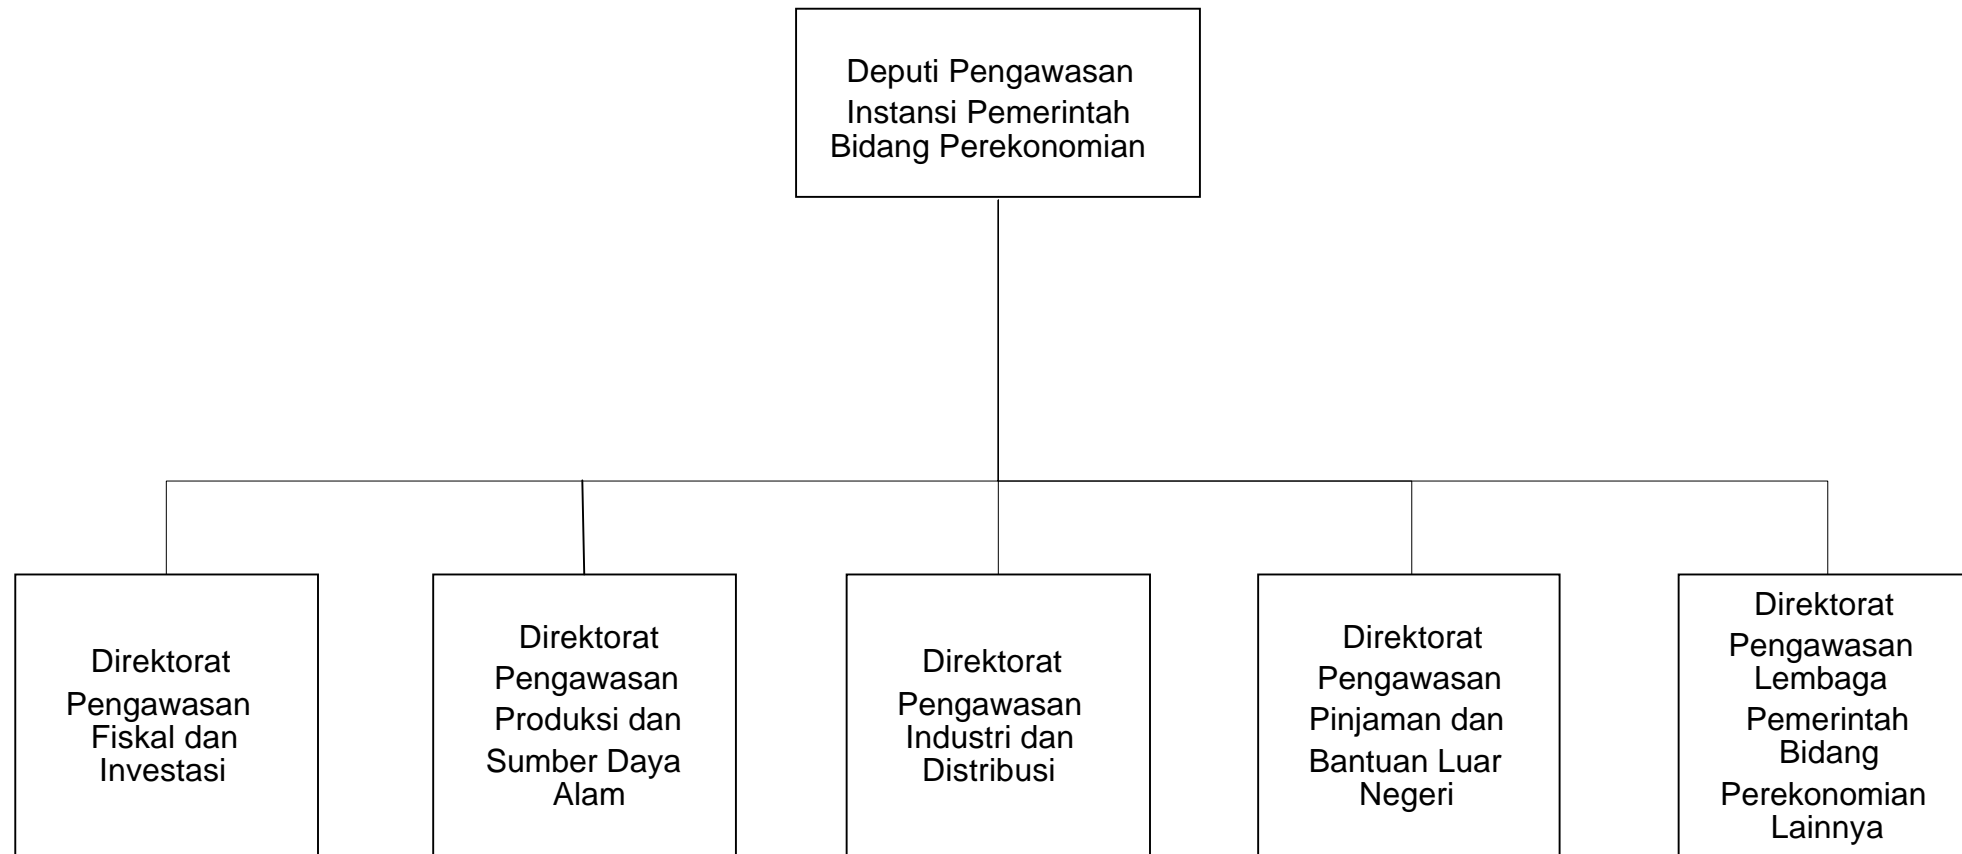 Deputi Pengawasan
Instansi Pemerintah
Bidang Perekonomian
Direktorat
Pengawasan
Fiskal dan
Investasi
Direktorat
Pengawasan
Produksi dan
Sumber Daya
Alam
Direktorat
Pengawasan
Industri dan
Distribusi
Direktorat
Pengawasan
Pinjaman dan
Bantuan Luar
Negeri
Direktorat
Pengawasan
Lembaga
Pemerintah
Bidang
Perekonomian
Lainnya